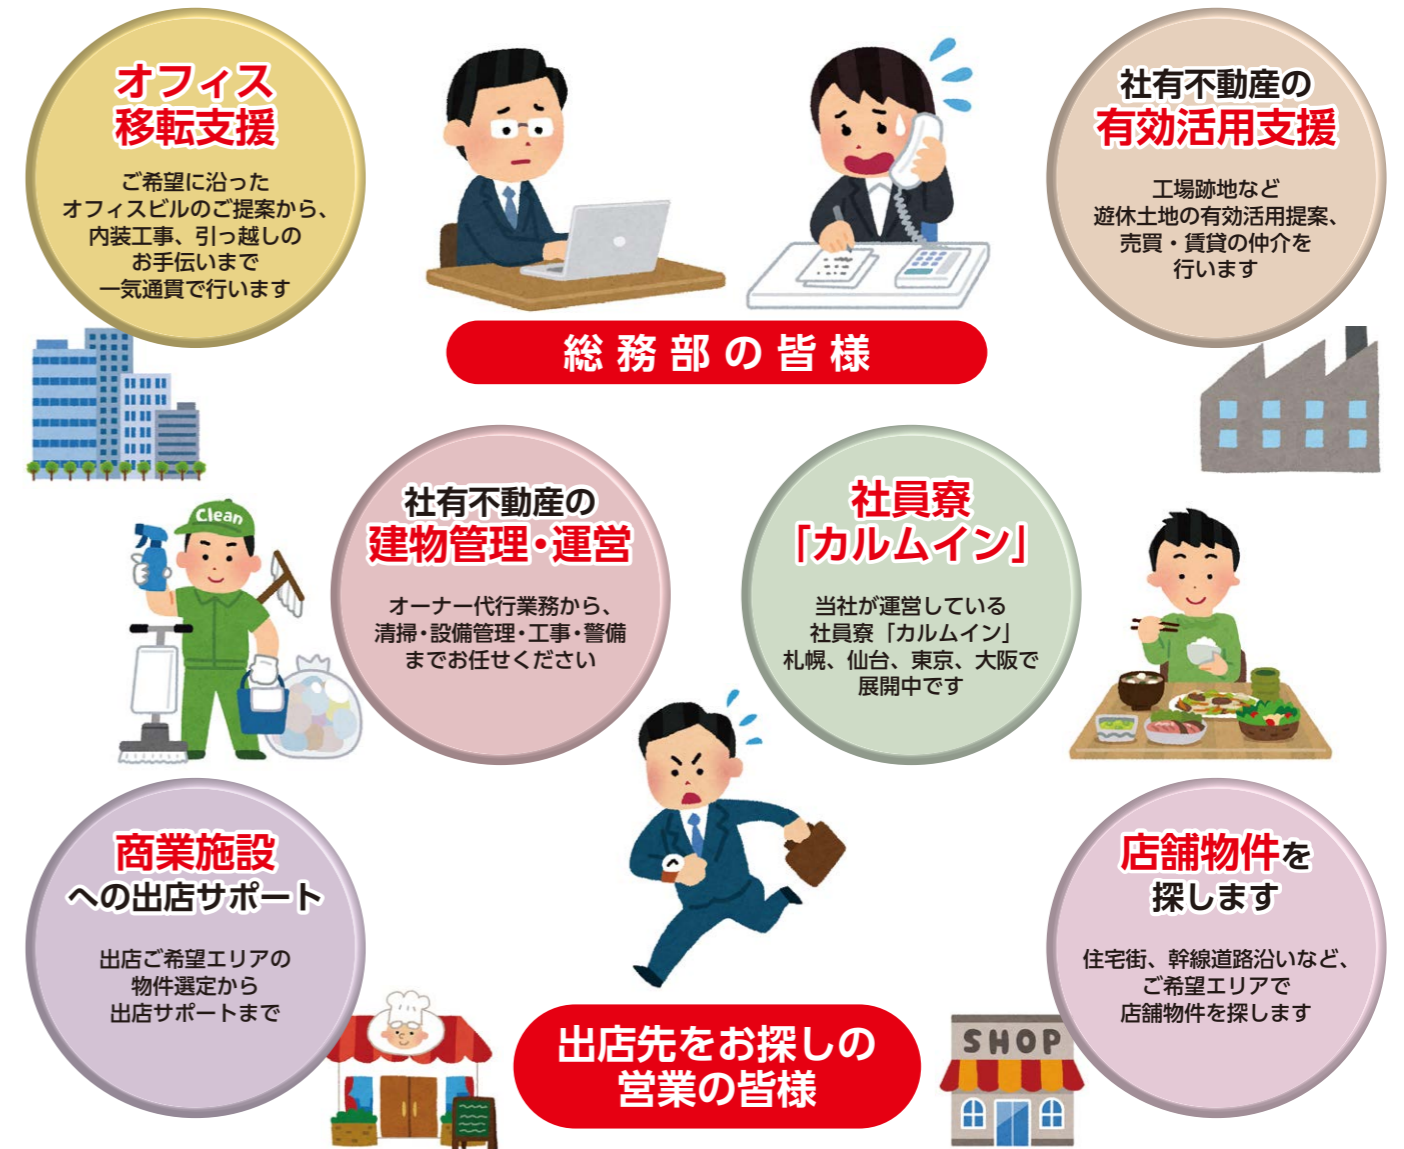 オフィス
移転支援
ご希望に沿った
オフィスビルのご提案から、
内装工事、引っ越しの
お手伝いまで
一気通貫で行います
社有不動産の
有効活用支援
工場跡地など
遊休土地の有効活用提案、
売買・賃貸の仲介を
行います
総務部の皆様
Clean
社有不動産の
建物管理・運営
オーナー代行業務から、
清掃・設備管理・工事・警備
までお任せください
社員寮
「カルムイン」
当社が運営している
社員寮「カルムイン」
札幌、仙台、東京、大阪で
展開中です
商業施設
への出店サポート
出店ご希望エリアの
物件選定から
出店サポートまで
店舗物件を
探します
住宅街、幹線道路沿いなど、
ご希望エリアで
店舗物件を探します
出店先をお探しの
営業の皆様
SHOP